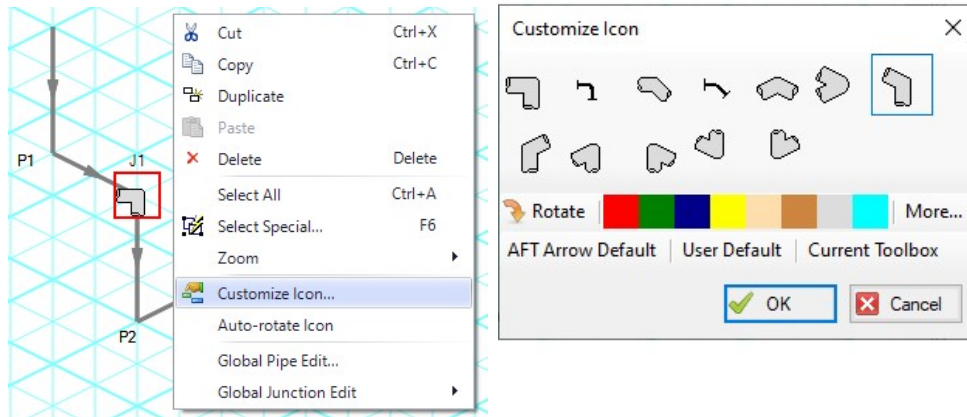 P1
J1
P2
Cut Ctrl+X
Copy Ctrl+C
Duplicate
Paste
Delete Delete
Select All Ctrl+A
Select Special... F6
Zoom
Customize Icon...
Auto-rotate Icon
Global Pipe Edit...
Global Junction Edit
Customize Icon
Rotate More...
AFT Arrow Default User Default Current Toolbox
OK Cancel